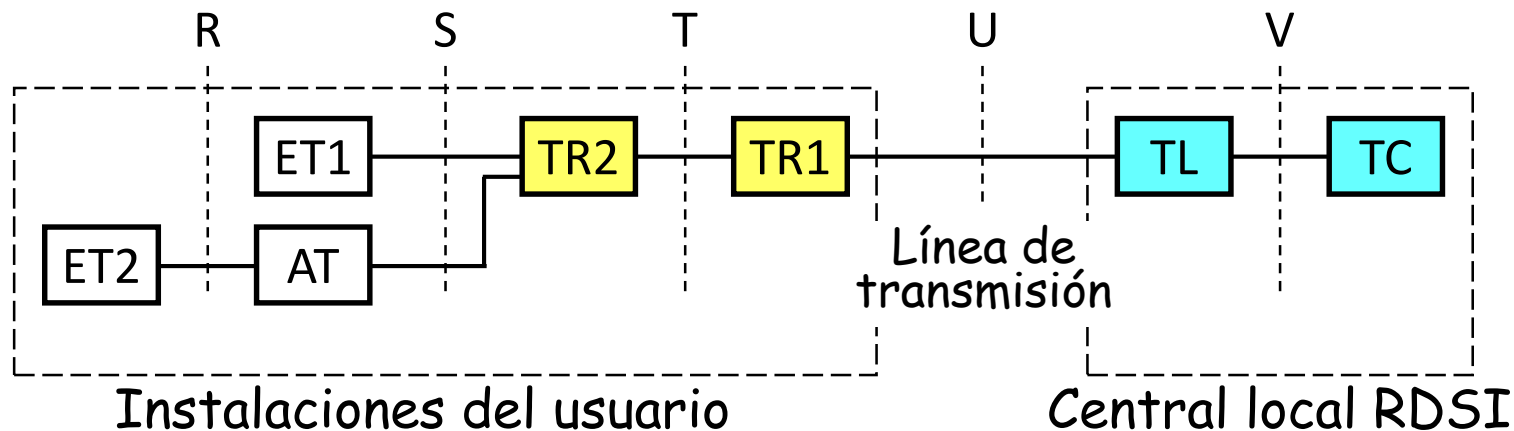 R S T U V
ET1 TR2 TR1 TL TC
ET2 AT
Línea de
transmisión
Instalaciones del usuario
Central local RDSI